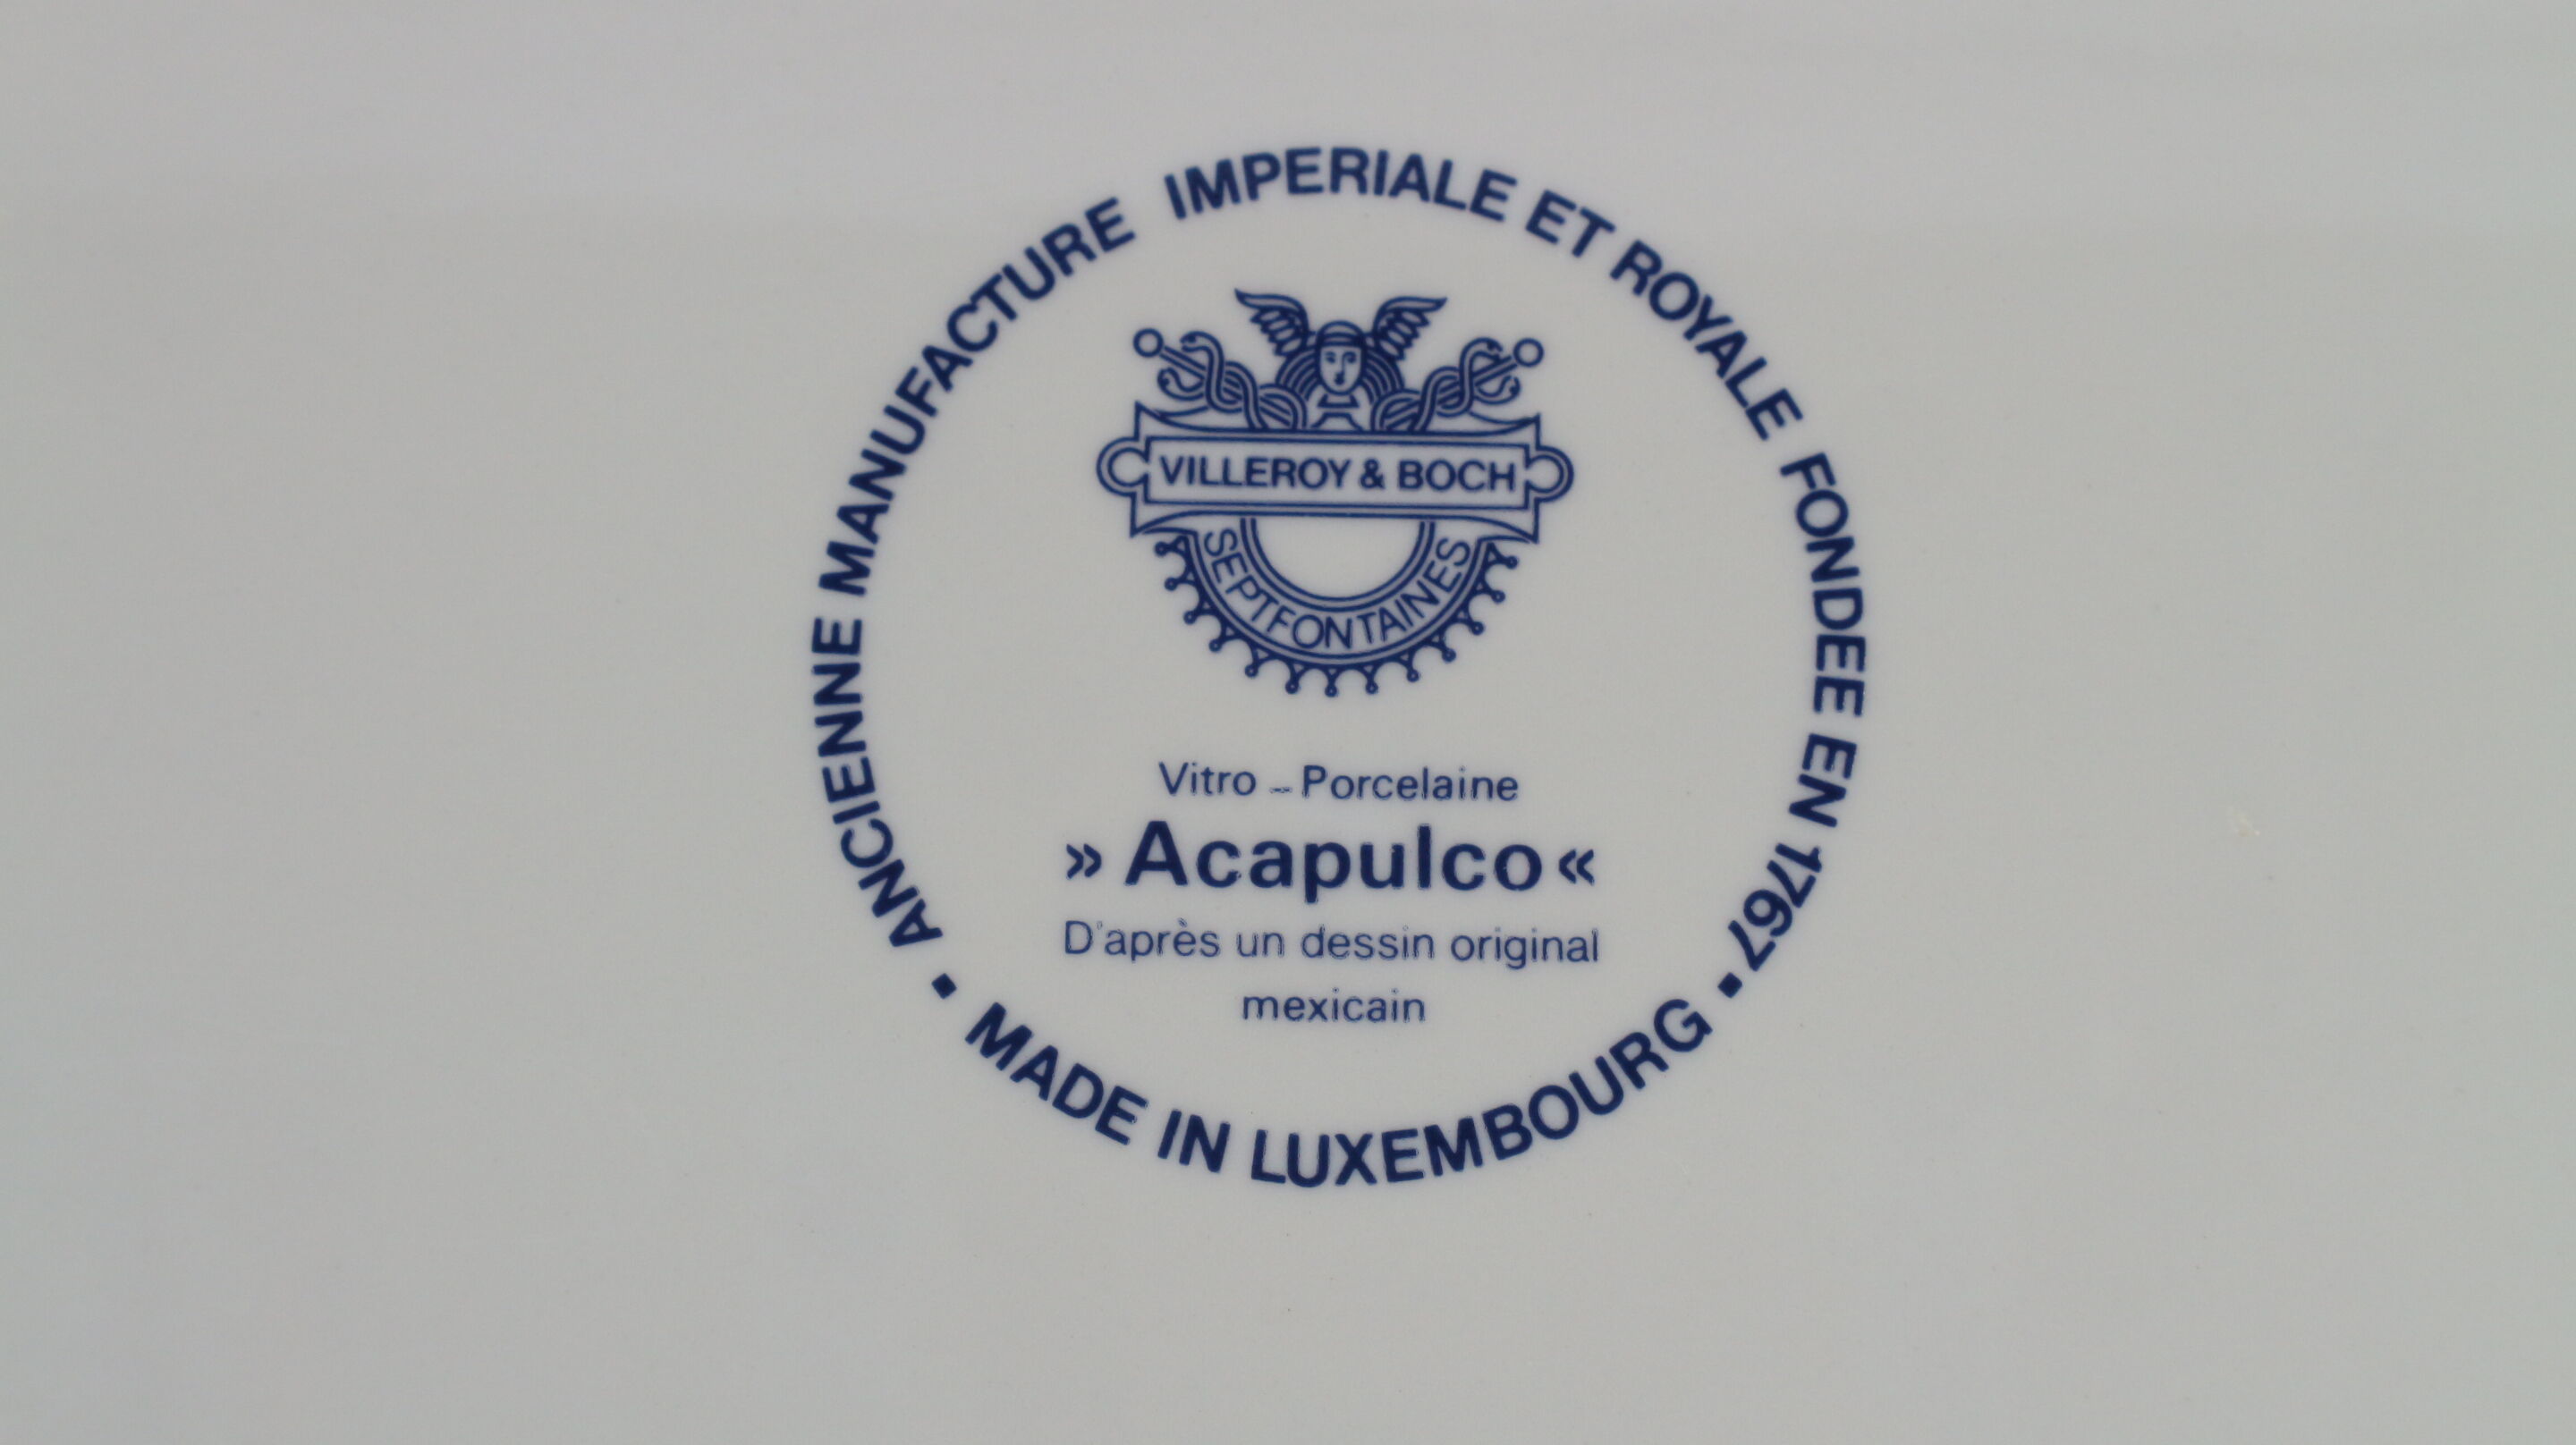 ANCIENNE MANUFACTURE IMPERIALE ET ROYALE FONDEE EN 1767
VILLEROY & BOCH
SEPTFONTAINES
Vitro - Porcelaine
» Acapulco «
D'après un dessin original
mexicain
• MADE IN LUXEMBOURG •